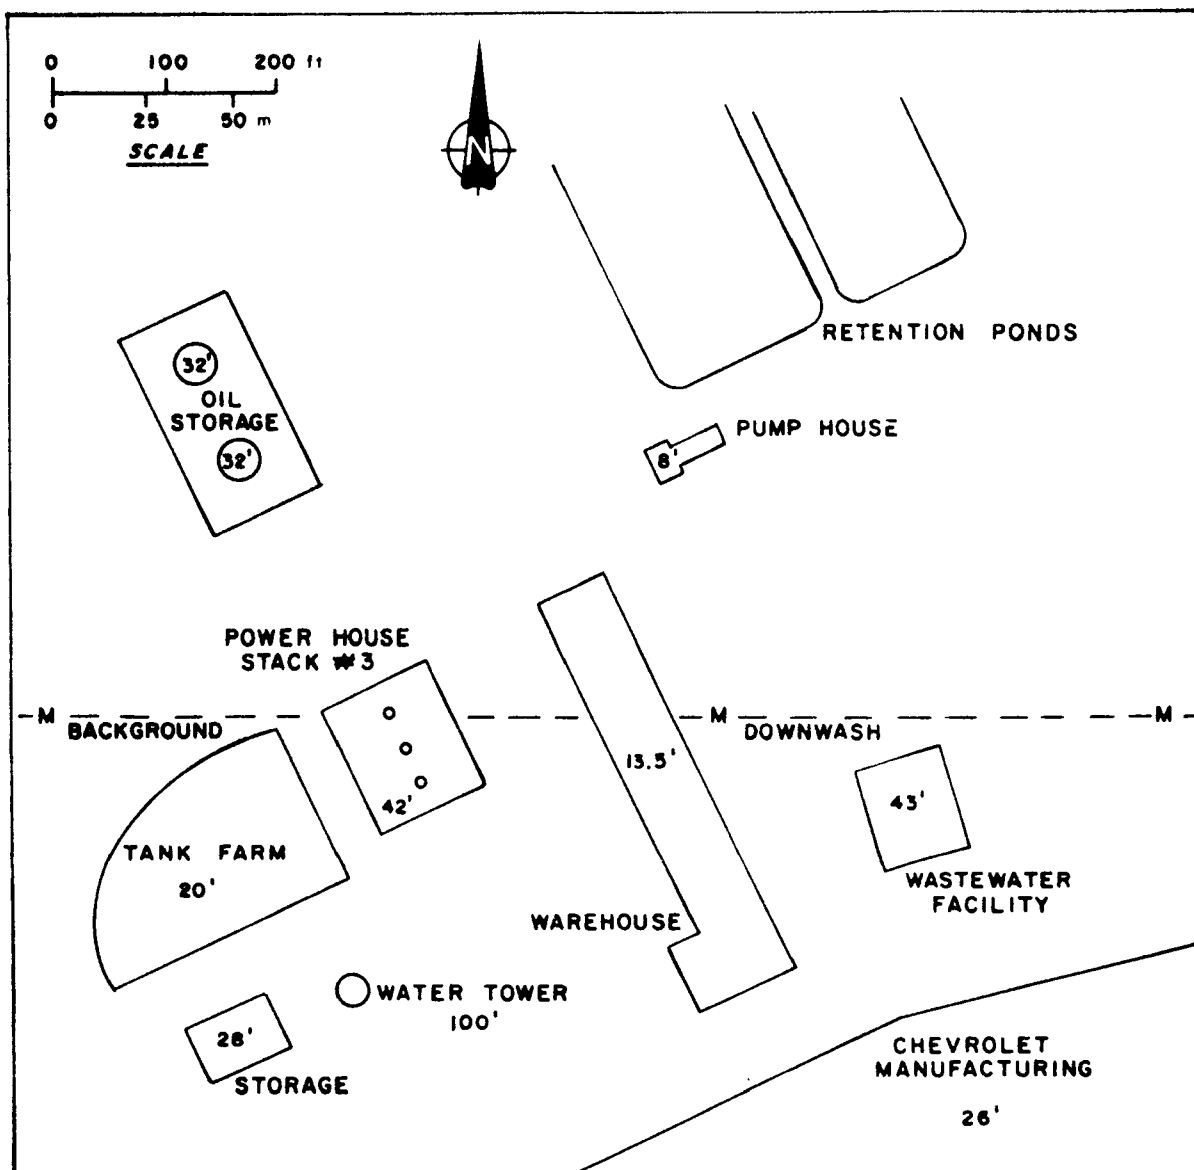 0 100 200 ft
0 25 50 m
SCALE
N
RETENTION PONDS
32'
OIL
STORAGE
32'
PUMP HOUSE
8'
POWER HOUSE
STACK #3
M M M
BACKGROUND DOWNWASH
13.5'
42'
43'
TANK FARM
20'
WASTEWATER
FACILITY
WAREHOUSE
WATER TOWER
100'
28'
STORAGE
CHEVROLET
MANUFACTURING
26'